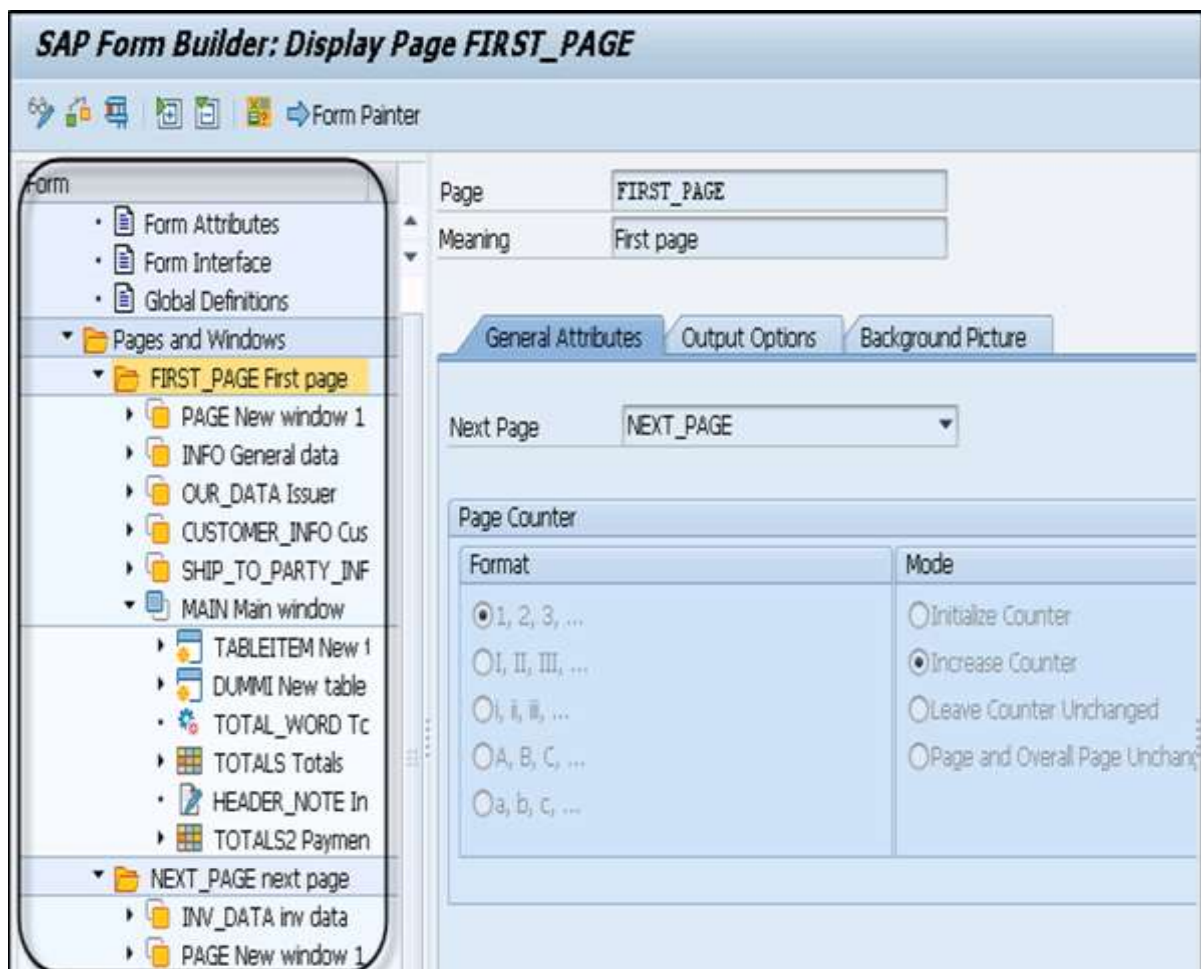 SAP Form Builder: Display Page FIRST_PAGE
Form Painter
Form
Form Attributes
Form Interface
Global Definitions
Pages and Windows
FIRST_PAGE First page
PAGE New window 1
INFO General data
OUR_DATA Issuer
CUSTOMER_INFO Cus
SHIP_TO_PARTY_INF
MAIN Main window
TABLEITEM New t
DUMMI New table
TOTAL_WORD Tc
TOTALS Totals
HEADER_NOTE In
TOTALS2 Paymen
NEXT_PAGE next page
INV_DATA inv data
PAGE New window 1
Page FIRST_PAGE
Meaning First page
General Attributes Output Options Background Picture
Next Page NEXT_PAGE
Page Counter
Format
1, 2, 3, ...
I, II, III, ...
i, ii, iii, ...
A, B, C, ...
a, b, c, ...
Mode
Initialize Counter
Increase Counter
Leave Counter Unchanged
Page and Overall Page Unchang